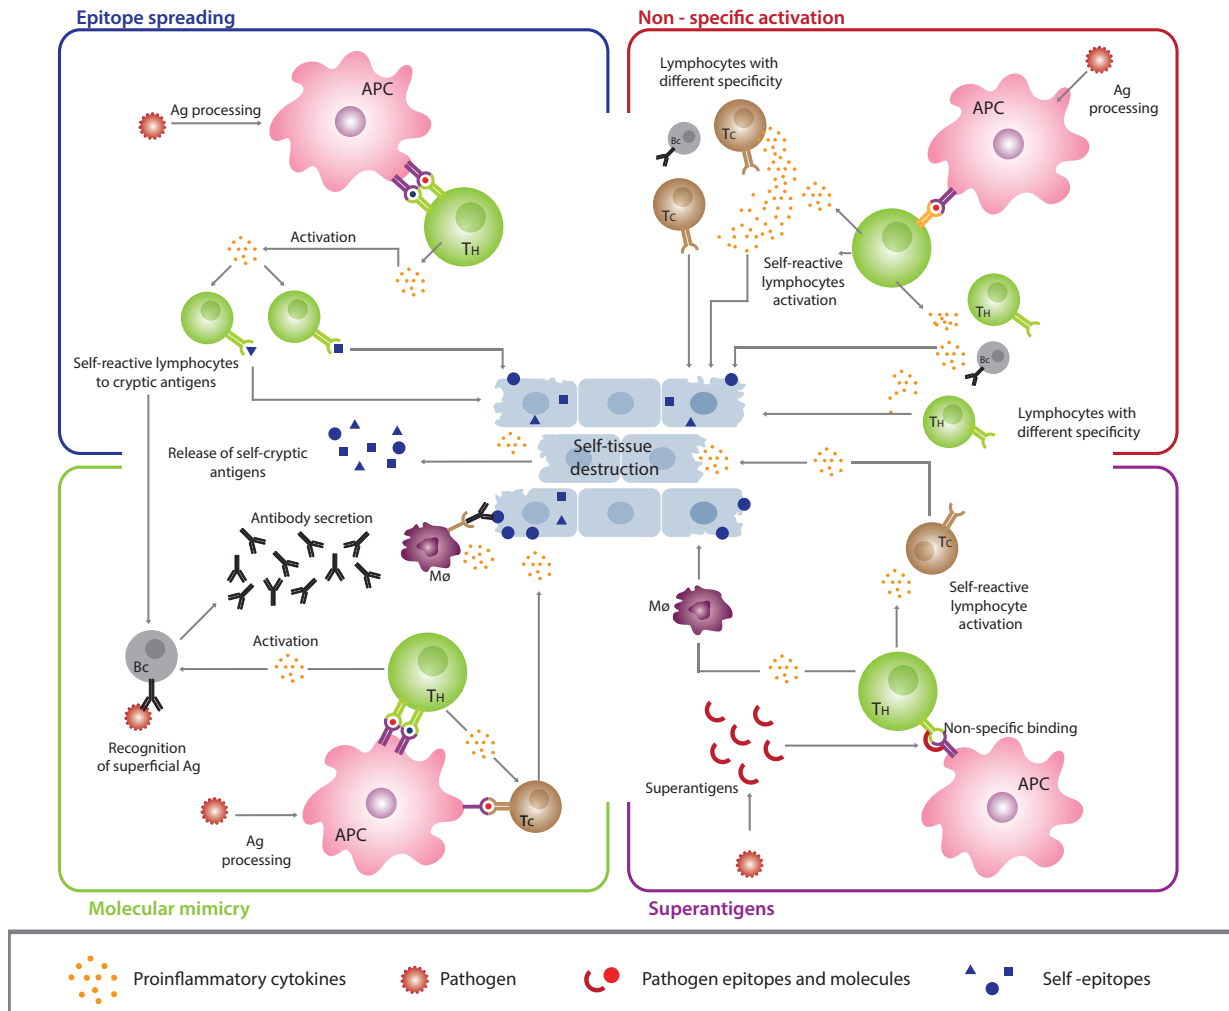 Epitope spreading
Non - specific activation
APC
Ag processing
TH
Activation
Self-reactive lymphocytes
to cryptic antigens
Lymphocytes with
different specificity
Tc
Bc
Tc
APC
Ag
processing
Self-reactive
lymphocytes
activation
TH
Bc
TH
Lymphocytes with
different specificity
Release of self-cryptic
antigens
Self-tissue
destruction
Antibody secretion
Mø
Bc
Activation
TH
Recognition
of superficial Ag
Ag
processing
APC
Tc
Tc
Self-reactive
lymphocyte
activation
Mø
TH
Non-specific binding
Superantigens
APC
Molecular mimicry
Superantigens
Proinflammatory cytokines
Pathogen
Pathogen epitopes and molecules
Self -epitopes